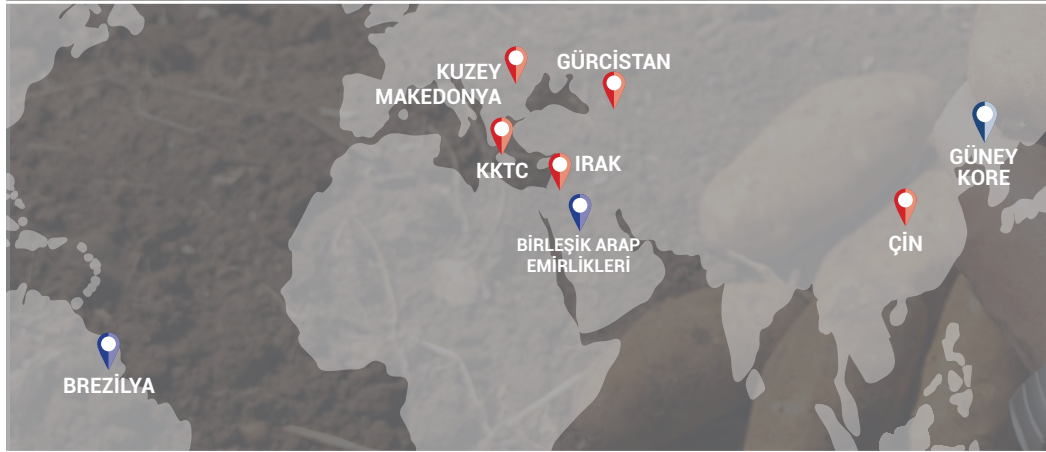 KUZEY
MAKEDONYA
GÜRCİSTAN
KKTC
IRAK
BİRLEŞİK ARAP
EMİRLİKLERİ
GÜNEY
KORE
ÇİN
BREZİLYA